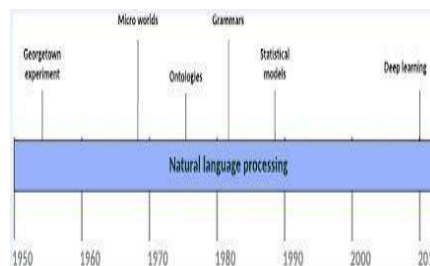 Micro worlds
Grammars
Georgetown
experiment
Ontologies
Statistical
models
Deep learning
Natural language processing
1950 1960 1970 1980 1990 2000 201